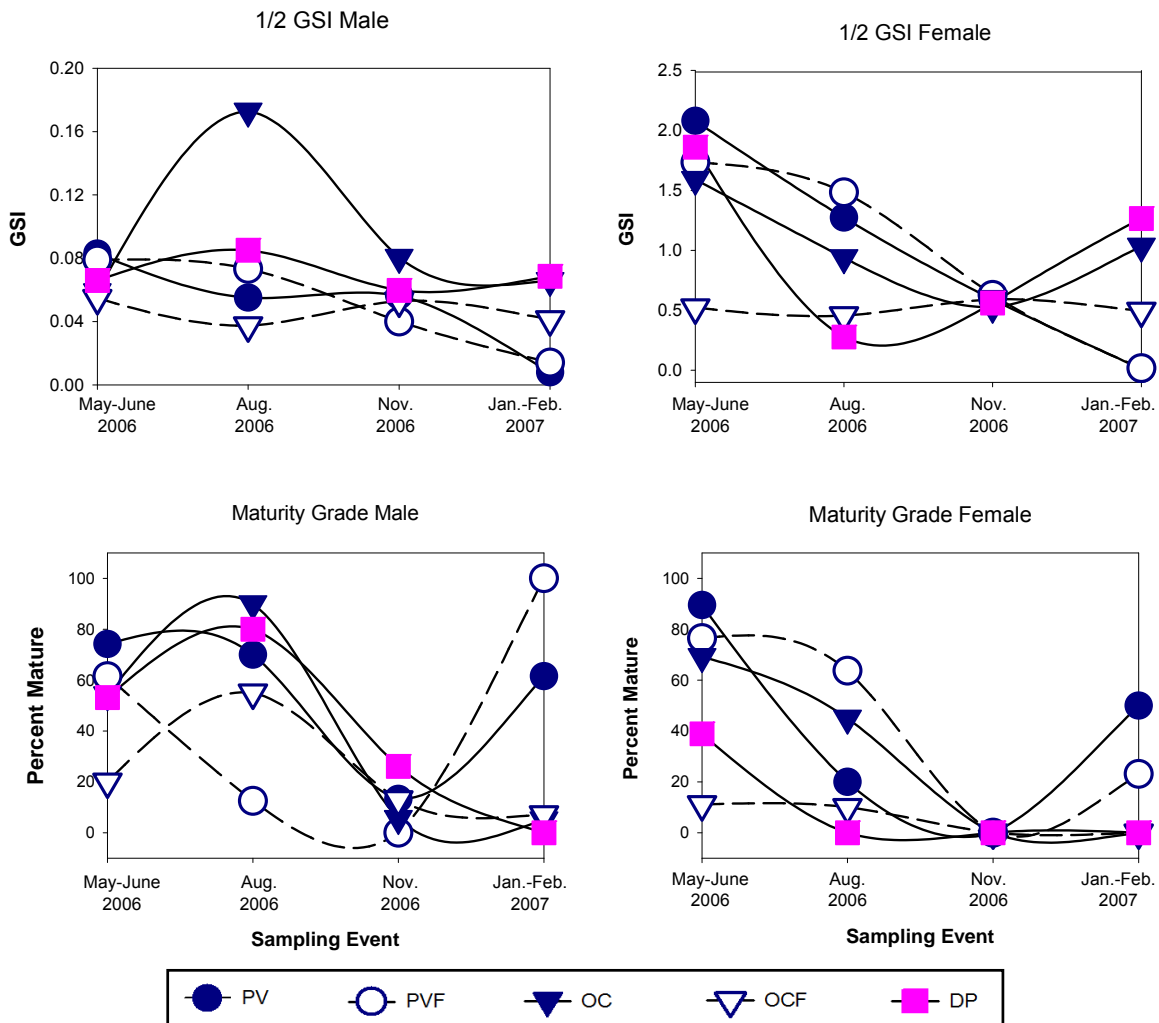 1/2 GSI Male
GSI
0.20
0.16
0.12
0.08
0.04
0.00
May-June
2006
Aug.
2006
Nov.
2006
Jan.-Feb.
2007
1/2 GSI Female
GSI
2.5
2.0
1.5
1.0
0.5
0.0
May-June
2006
Aug.
2006
Nov.
2006
Jan.-Feb.
2007
Maturity Grade Male
Percent Mature
100
80
60
40
20
0
May-June
2006
Aug.
2006
Nov.
2006
Jan.-Feb.
2007
Sampling Event
Maturity Grade Female
Percent Mature
100
80
60
40
20
0
May-June
2006
Aug.
2006
Nov.
2006
Jan.-Feb.
2007
Sampling Event
PV PVF OC OCF DP